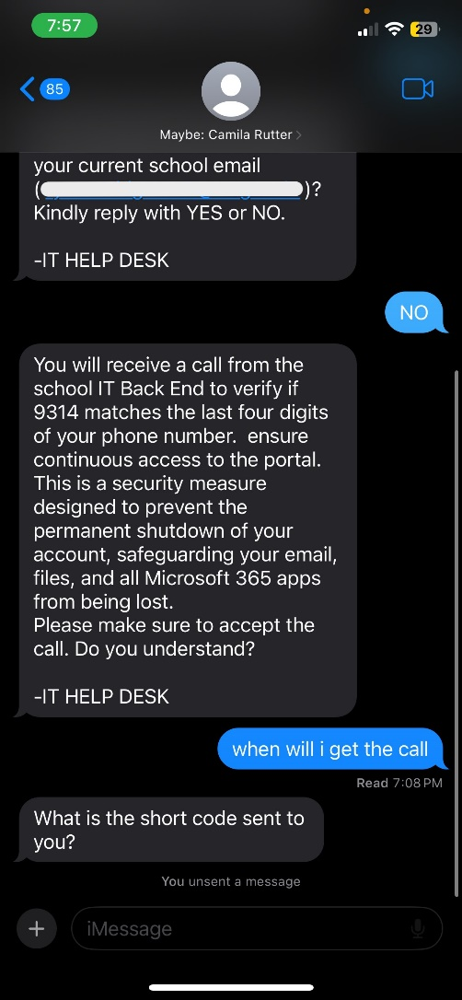 7:57
29
85
Maybe: Camila Rutter
your current school email
( )?
Kindly reply with YES or NO.
-IT HELP DESK
NO
You will receive a call from the
school IT Back End to verify if
9314 matches the last four digits
of your phone number.  ensure
continuous access to the portal.
This is a security measure
designed to prevent the
permanent shutdown of your
account, safeguarding your email,
files, and all Microsoft 365 apps
from being lost.
Please make sure to accept the
call. Do you understand?
-IT HELP DESK
when will i get the call
Read 7:08 PM
What is the short code sent to
you?
You unsent a message
iMessage